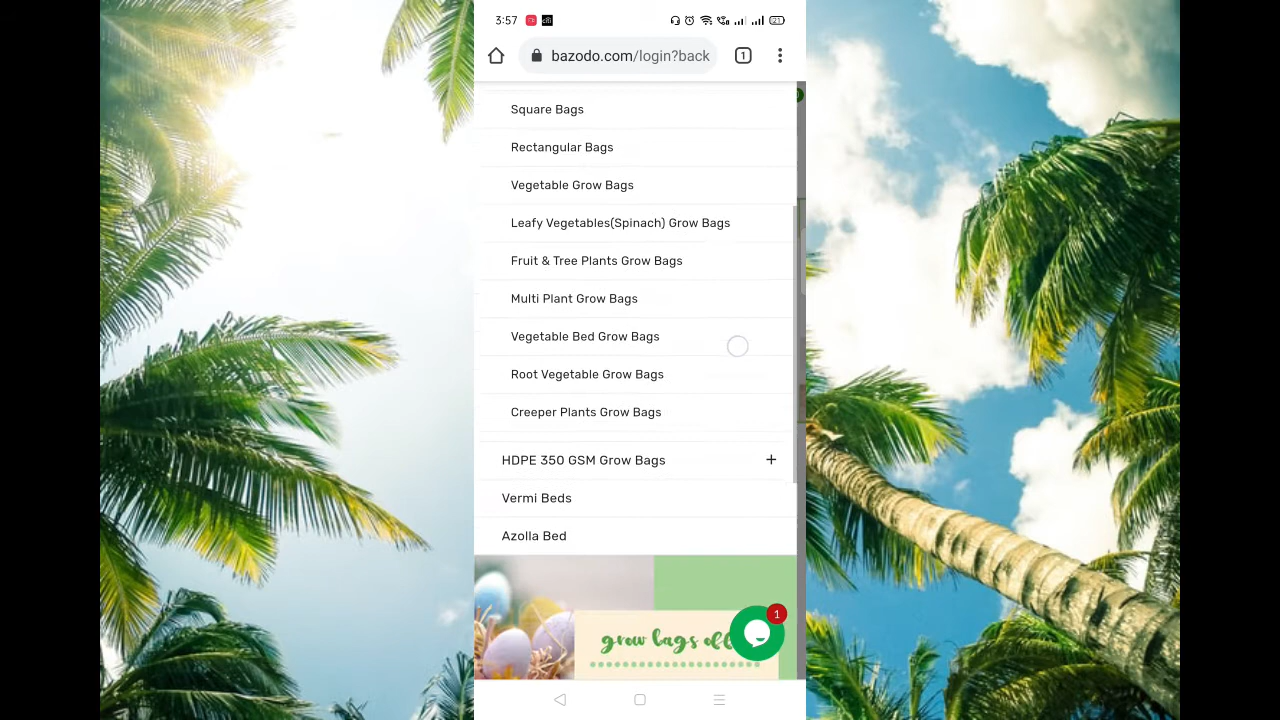 3:57
21
bazodo.com/login?back
1
Square Bags
Rectangular Bags
Vegetable Grow Bags
Leafy Vegetables(Spinach) Grow Bags
Fruit & Tree Plants Grow Bags
Multi Plant Grow Bags
Vegetable Bed Grow Bags
Root Vegetable Grow Bags
Creeper Plants Grow Bags
HDPE 350 GSM Grow Bags +
Vermi Beds
Azolla Bed
1
grow bags